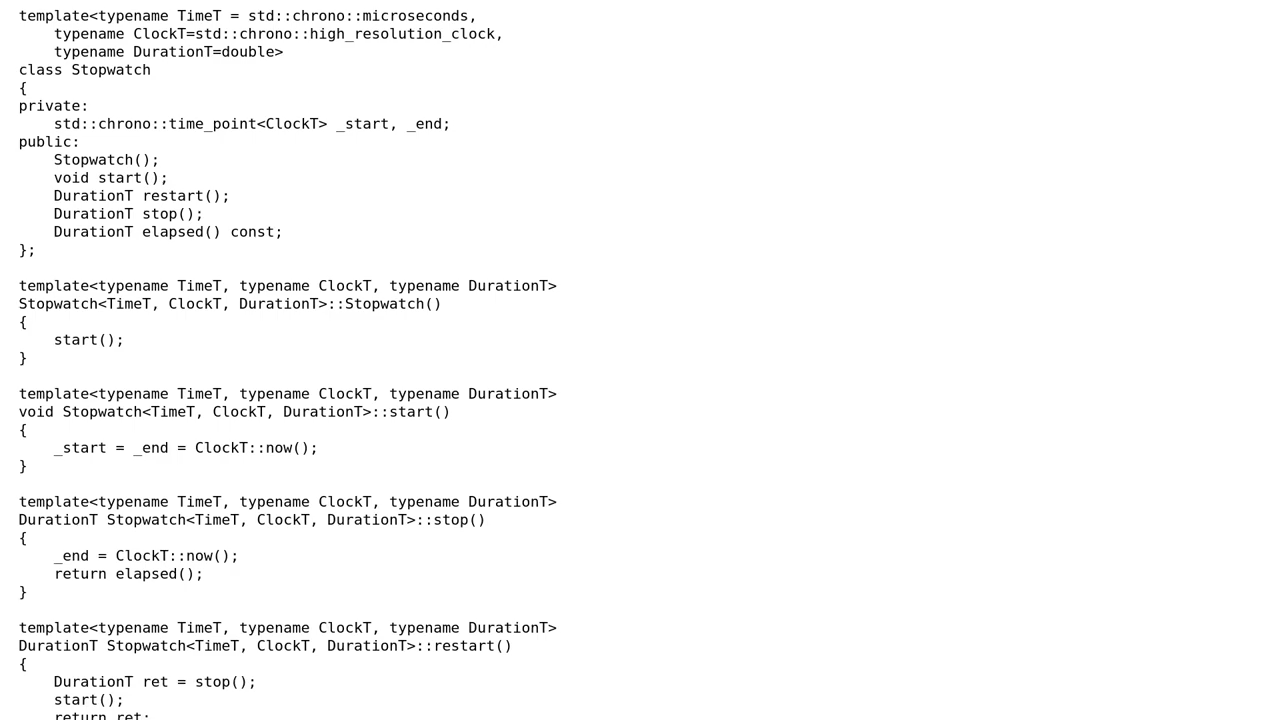 template<typename TimeT = std::chrono::microseconds,
    typename ClockT=std::chrono::high_resolution_clock,
    typename DurationT=double>
class Stopwatch
{
private:
    std::chrono::time_point<ClockT> _start, _end;
public:
    Stopwatch();
    void start();
    DurationT restart();
    DurationT stop();
    DurationT elapsed() const;
};

template<typename TimeT, typename ClockT, typename DurationT>
Stopwatch<TimeT, ClockT, DurationT>::Stopwatch()
{
    start();
}

template<typename TimeT, typename ClockT, typename DurationT>
void Stopwatch<TimeT, ClockT, DurationT>::start()
{
    _start = _end = ClockT::now();
}

template<typename TimeT, typename ClockT, typename DurationT>
DurationT Stopwatch<TimeT, ClockT, DurationT>::stop()
{
    _end = ClockT::now();
    return elapsed();
}

template<typename TimeT, typename ClockT, typename DurationT>
DurationT Stopwatch<TimeT, ClockT, DurationT>::restart()
{
    DurationT ret = stop();
    start();
    return ret;